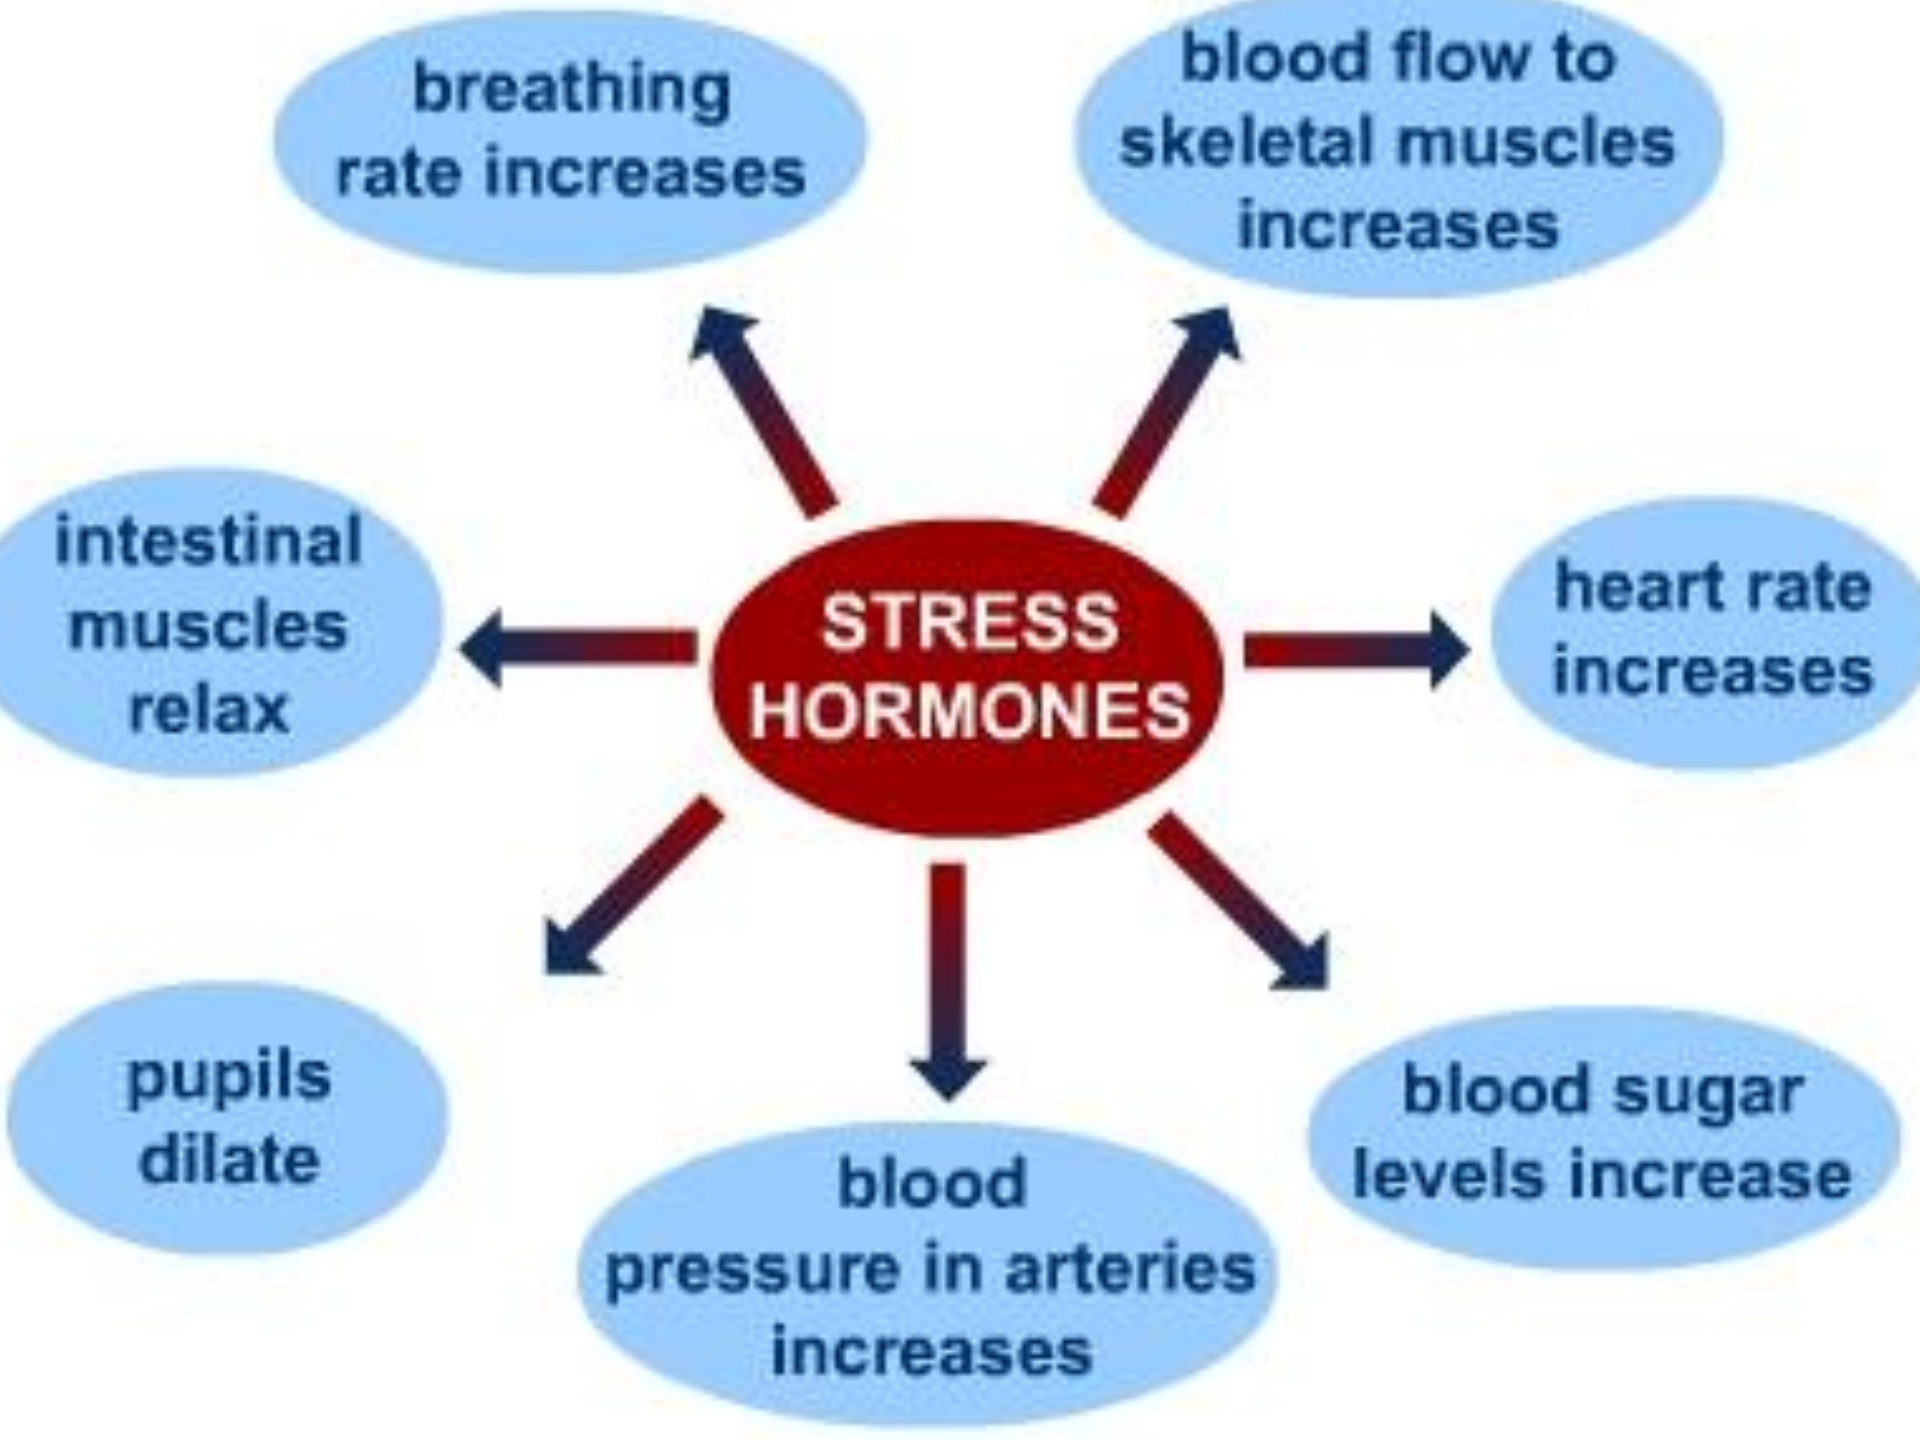 breathing
rate increases
blood flow to
skeletal muscles
increases
intestinal
muscles
relax
STRESS
HORMONES
heart rate
increases
pupils
dilate
blood
pressure in arteries
increases
blood sugar
levels increase